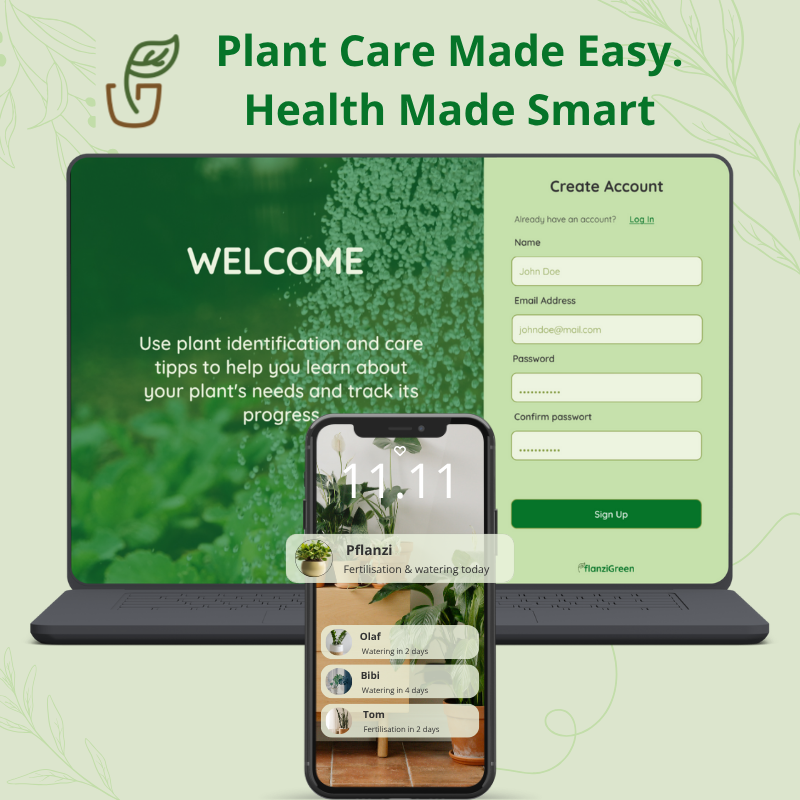 Plant Care Made Easy.
Health Made Smart
WELCOME
Use plant identification and care
tipps to help you learn about
your plant's needs and track its
progress
Create Account
Already have an account? Log In
Name
John Doe
Email Address
johndoe@mail.com
Password
...........
Confirm passwort
...........
Sign Up
flanziGreen
11.11
Pflanzi
Fertilisation & watering today
Olaf
Watering in 2 days
Bibi
Watering in 4 days
Tom
Fertilisation in 2 days